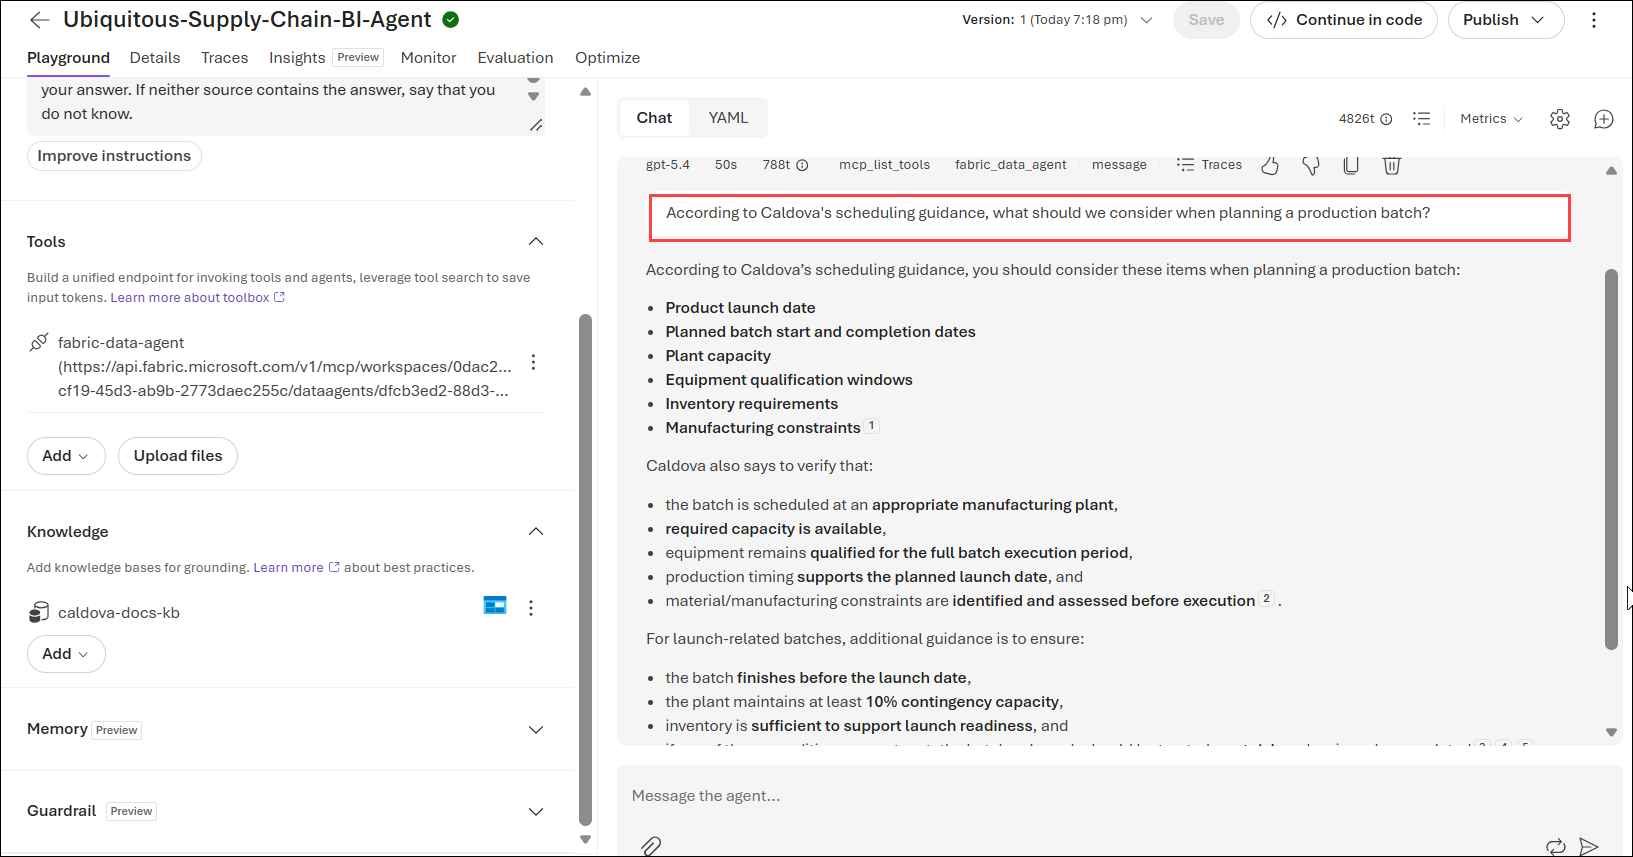 Ubiquitous-Supply-Chain-BI-Agent
Version: 1 (Today 7:18 pm)
Save
Continue in code
Publish
Playground
Details
Traces
Insights
Preview
Monitor
Evaluation
Optimize
your answer. If neither source contains the answer, say that you
do not know.
Improve instructions
Tools
Build a unified endpoint for invoking tools and agents, leverage tool search to save
input tokens. Learn more about toolbox
fabric-data-agent
(https://api.fabric.microsoft.com/v1/mcp/workspaces/0dac2...
cf19-45d3-ab9b-2773daec255c/dataagents/dfcb3ed2-88d3-...
Add
Upload files
Knowledge
Add knowledge bases for grounding. Learn more about best practices.
caldova-docs-kb
Add
Memory Preview
Guardrail Preview
Chat
YAML
4826t
Metrics
gpt-5.4
50s
788t
mcp_list_tools
fabric_data_agent
message
Traces
According to Caldova's scheduling guidance, what should we consider when planning a production batch?
According to Caldova’s scheduling guidance, you should consider these items when planning a production batch:
• Product launch date
• Planned batch start and completion dates
• Plant capacity
• Equipment qualification windows
• Inventory requirements
• Manufacturing constraints 1
Caldova also says to verify that:
• the batch is scheduled at an appropriate manufacturing plant,
• required capacity is available,
• equipment remains qualified for the full batch execution period,
• production timing supports the planned launch date, and
• material/manufacturing constraints are identified and assessed before execution 2 .
For launch-related batches, additional guidance is to ensure:
• the batch finishes before the launch date,
• the plant maintains at least 10% contingency capacity,
• inventory is sufficient to support launch readiness, and
Message the agent...